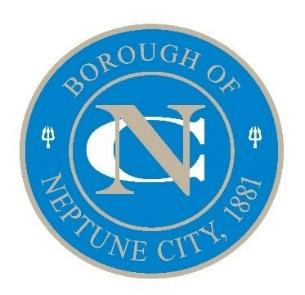 BOROUGH OF
NC
NEPTUNE CITY, 1881